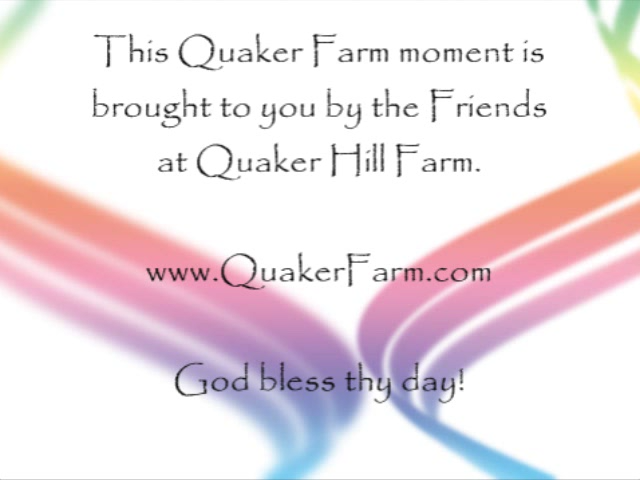 This Quaker Farm moment is
brought to you by the Friends
at Quaker Hill Farm.
www.QuakerFarm.com
God bless thy day!